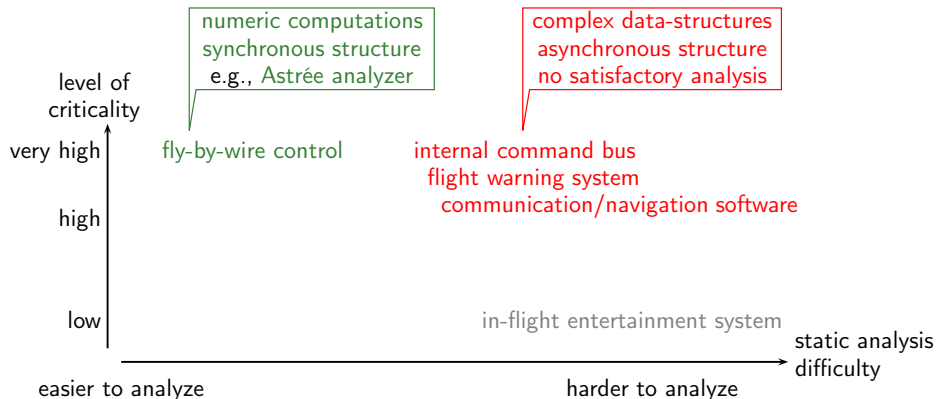 numeric computations
synchronous structure
e.g., Astrée analyzer
complex data-structures
asynchronous structure
no satisfactory analysis
level of
criticality
very high
fly-by-wire control
internal command bus
flight warning system
high
communication/navigation software
low
in-flight entertainment system
static analysis
difficulty
easier to analyze
harder to analyze